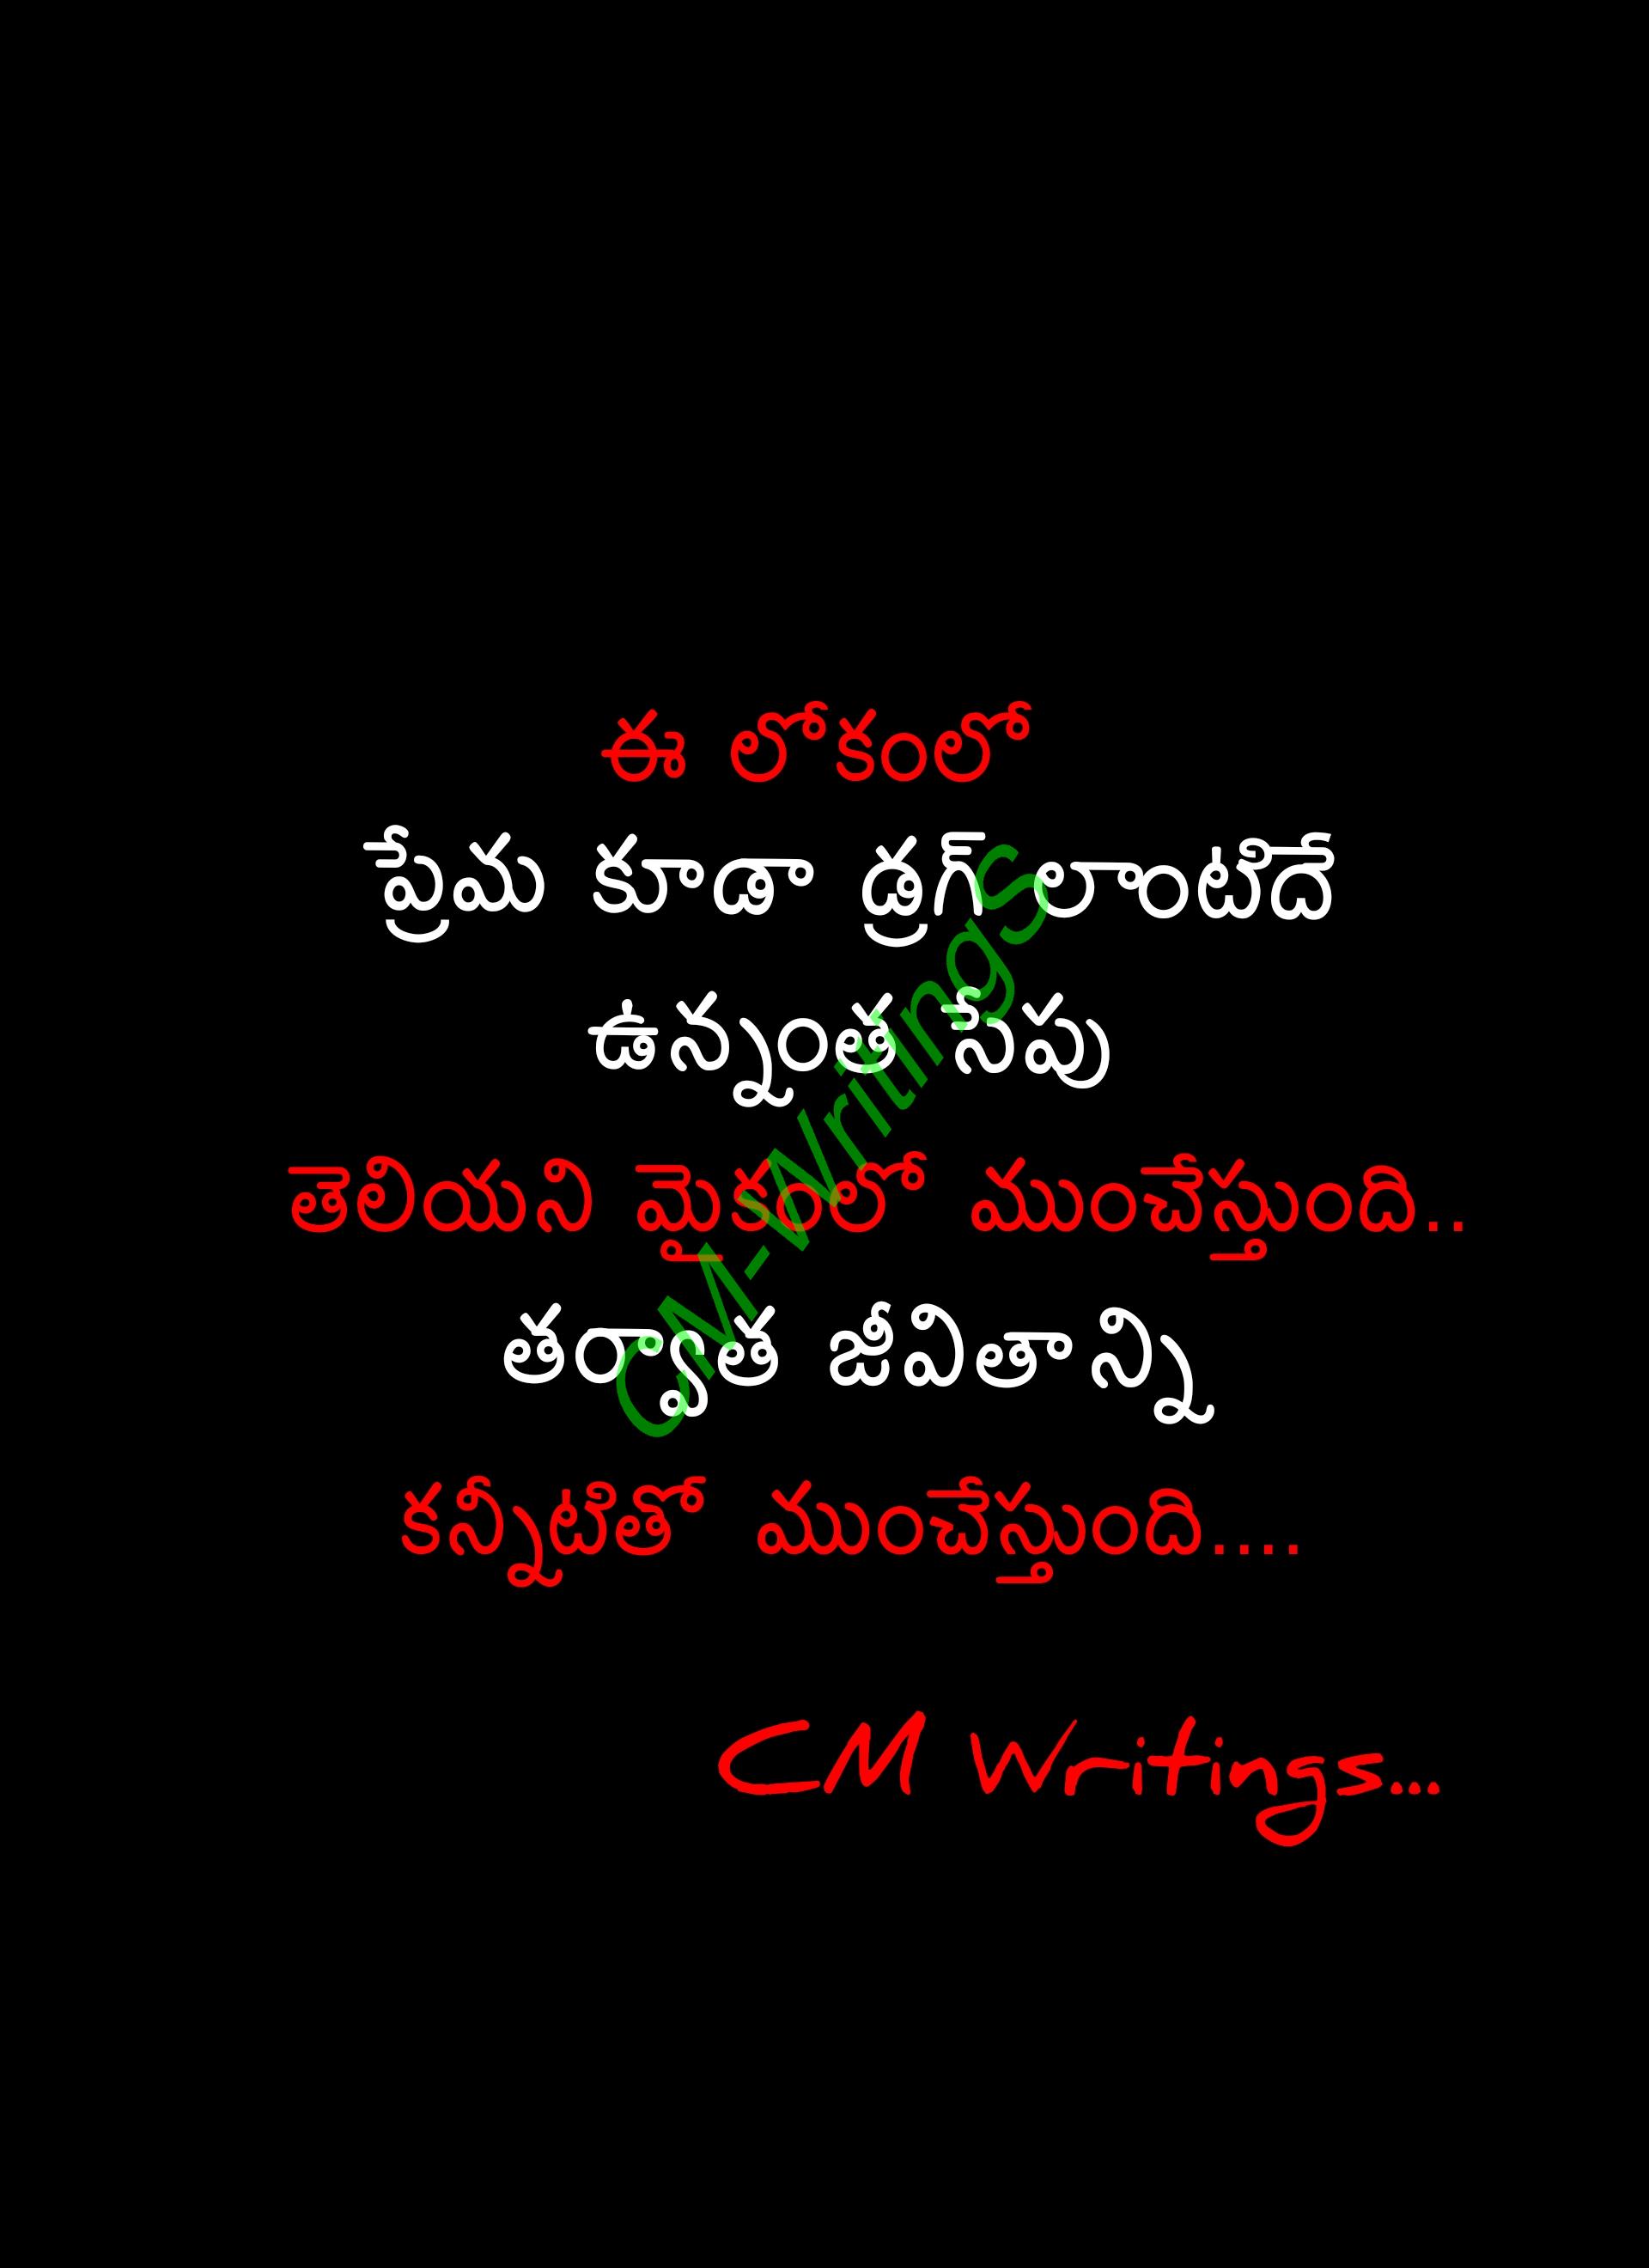 ఈ లోకంలో
ప్రేమ కూడా డ్రగ్ లాంటిదే
ఉన్నంత సేపు
తెలియని మైకంలో ముంచేస్తుంది..
తర్వాత జీవితాన్ని
కన్నీటితో ముంచేస్తుంది....
CM-Writings
CM Writings...